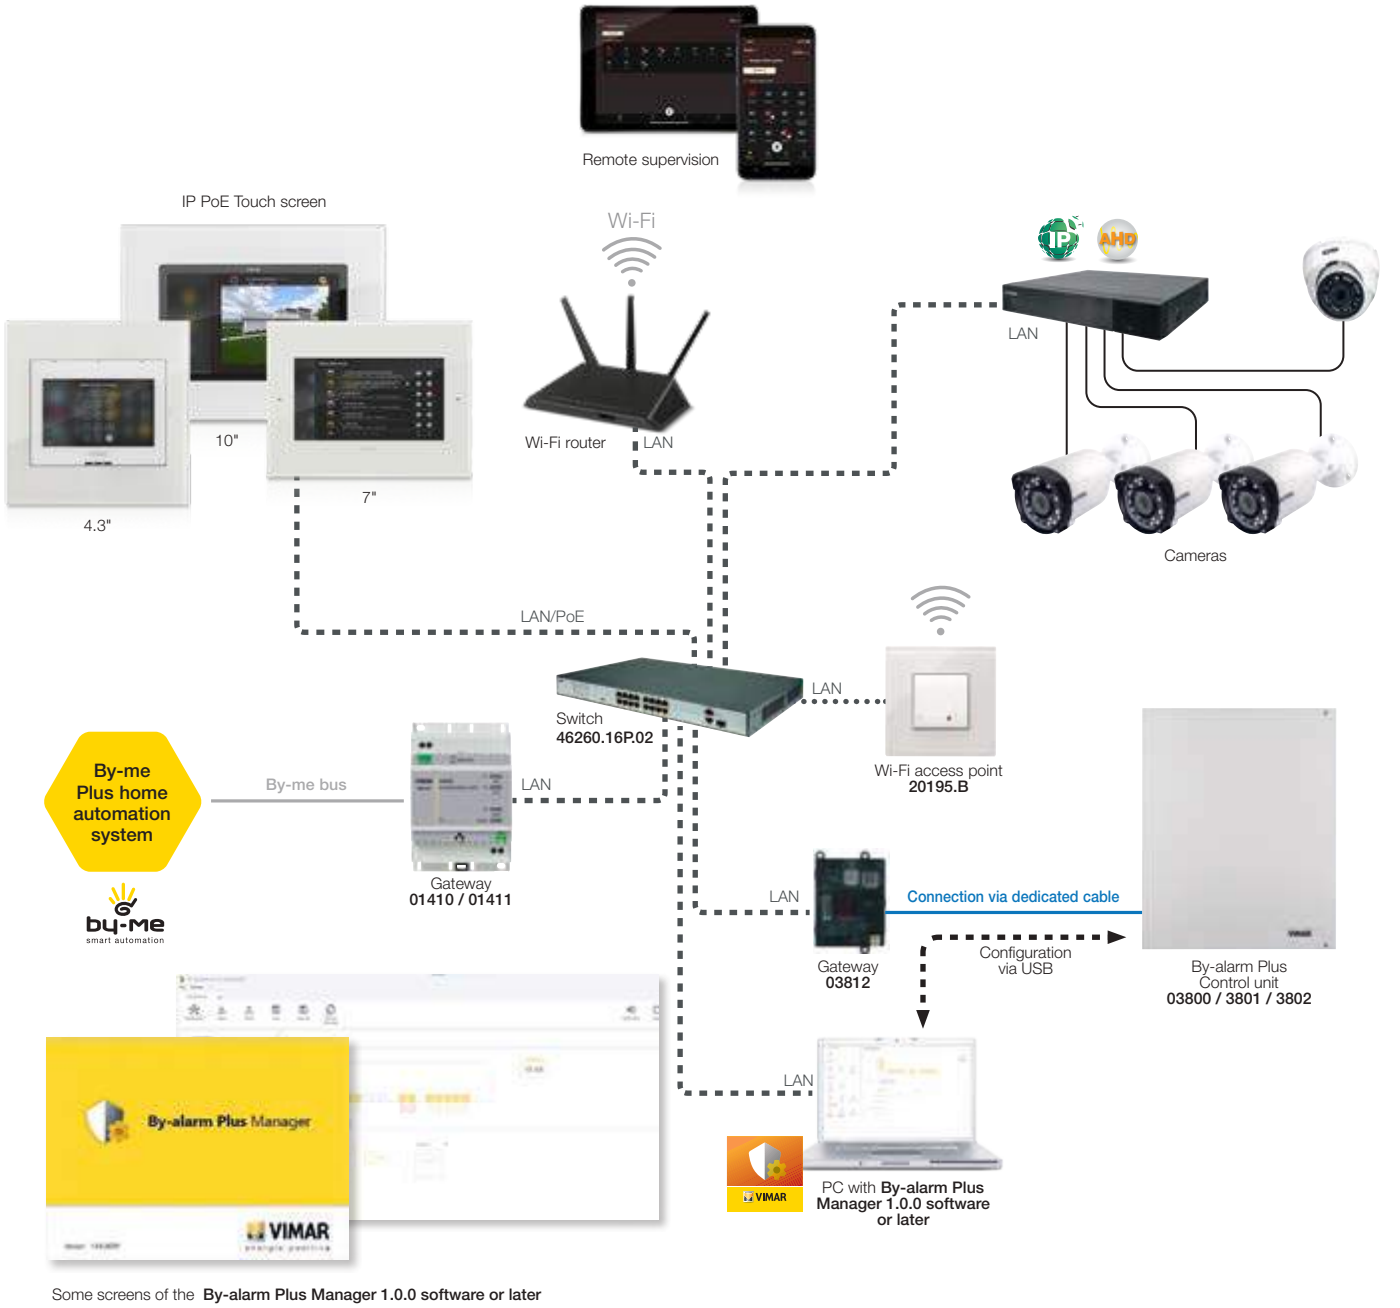 Remote supervision
IP PoE Touch screen
Wi-Fi
IP
AHD
LAN
10"
Wi-Fi router
LAN
7"
4.3"
Cameras
LAN/PoE
LAN
Switch
46260.16P.02
Wi-Fi access point
20195.B
By-me
Plus home
automation
system
By-me bus
LAN
Gateway
01410 / 01411
by-me
smart automation
LAN
Connection via dedicated cable
Configuration
via USB
Gateway
03812
VIMAR
By-alarm Plus
Control unit
03800 / 3801 / 3802
LAN
By-alarm Plus Manager
VIMAR
energia positiva
VIMAR
PC with By-alarm Plus
Manager 1.0.0 software
or later
Some screens of the By-alarm Plus Manager 1.0.0 software or later